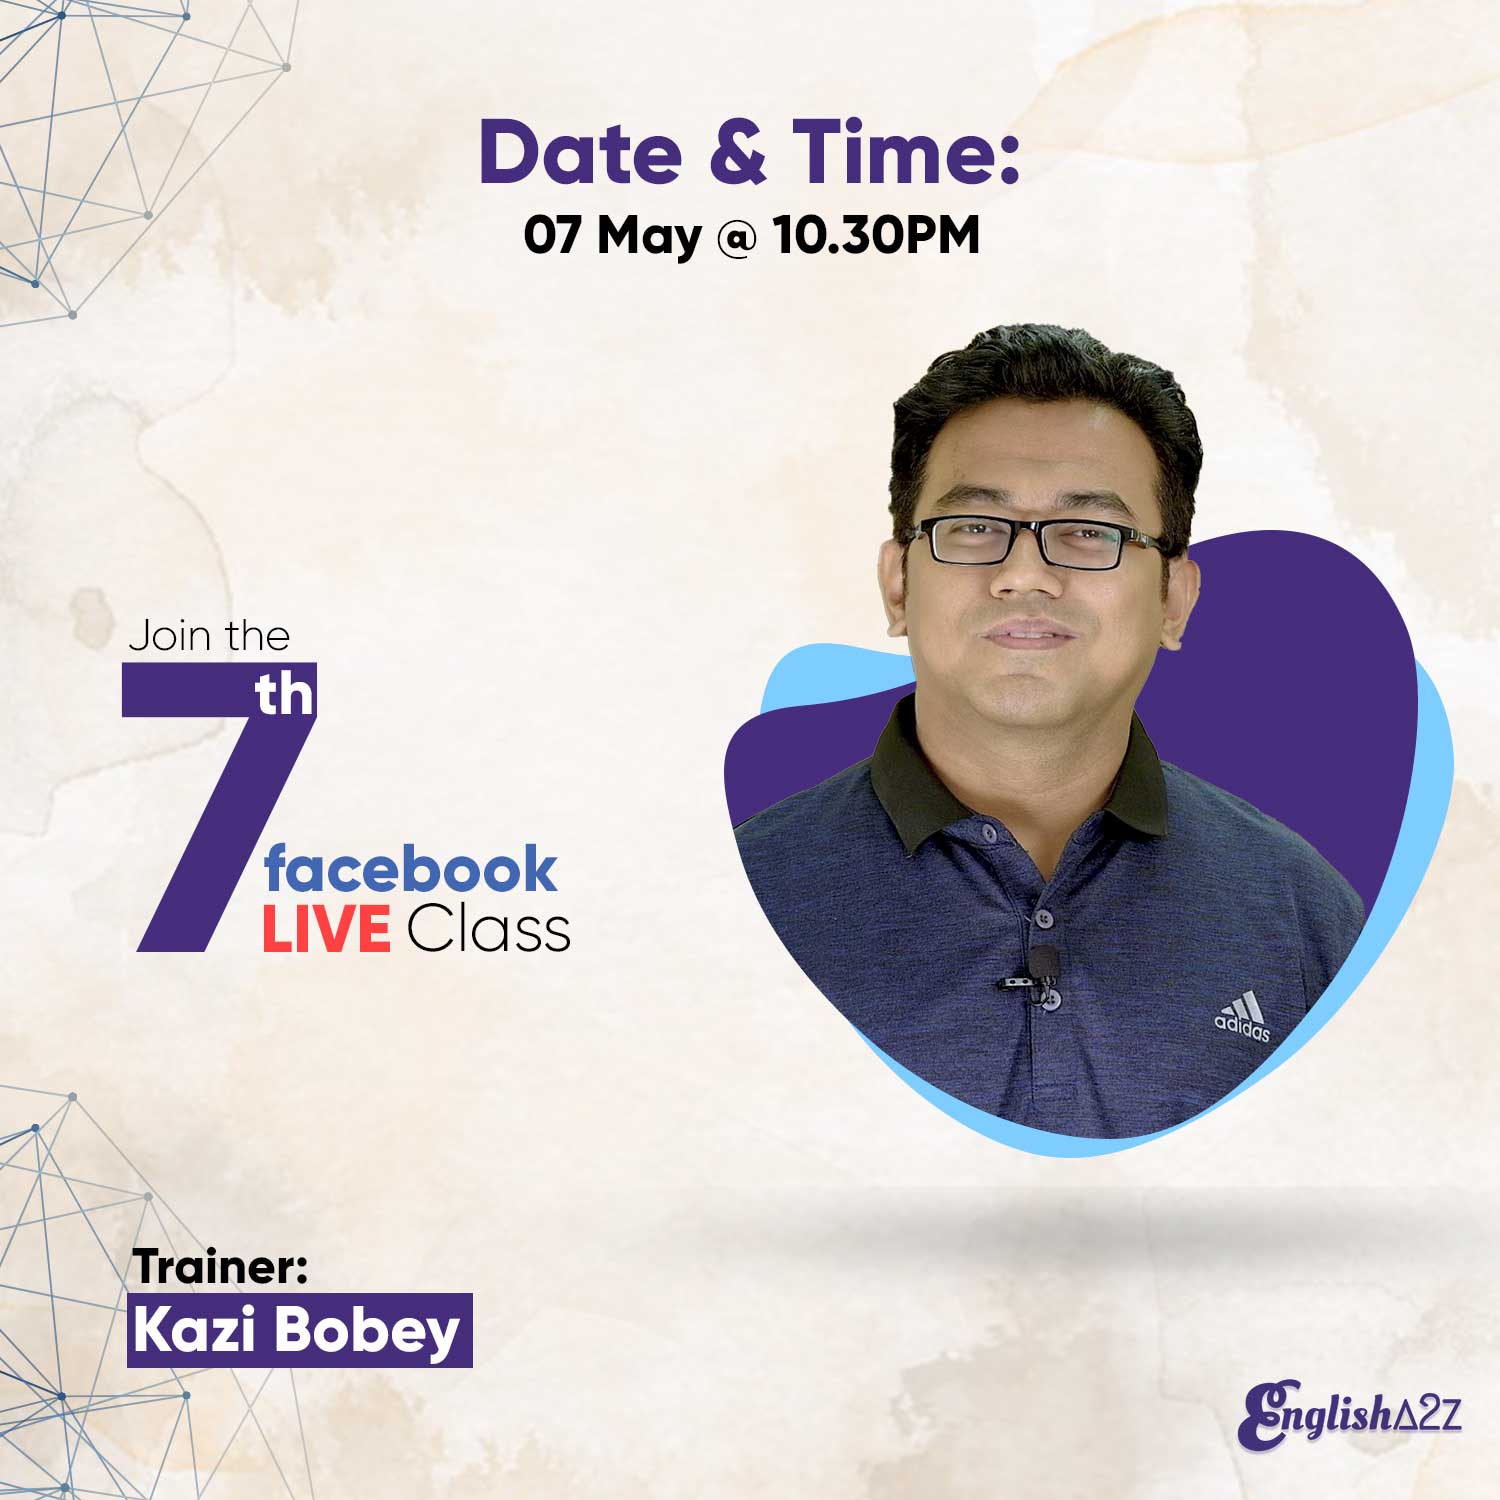 Date & Time:
07 May @ 10.30PM
Join the
7th
facebook
LIVE Class
adidas
Trainer:
Kazi Bobey
EnglishA2Z